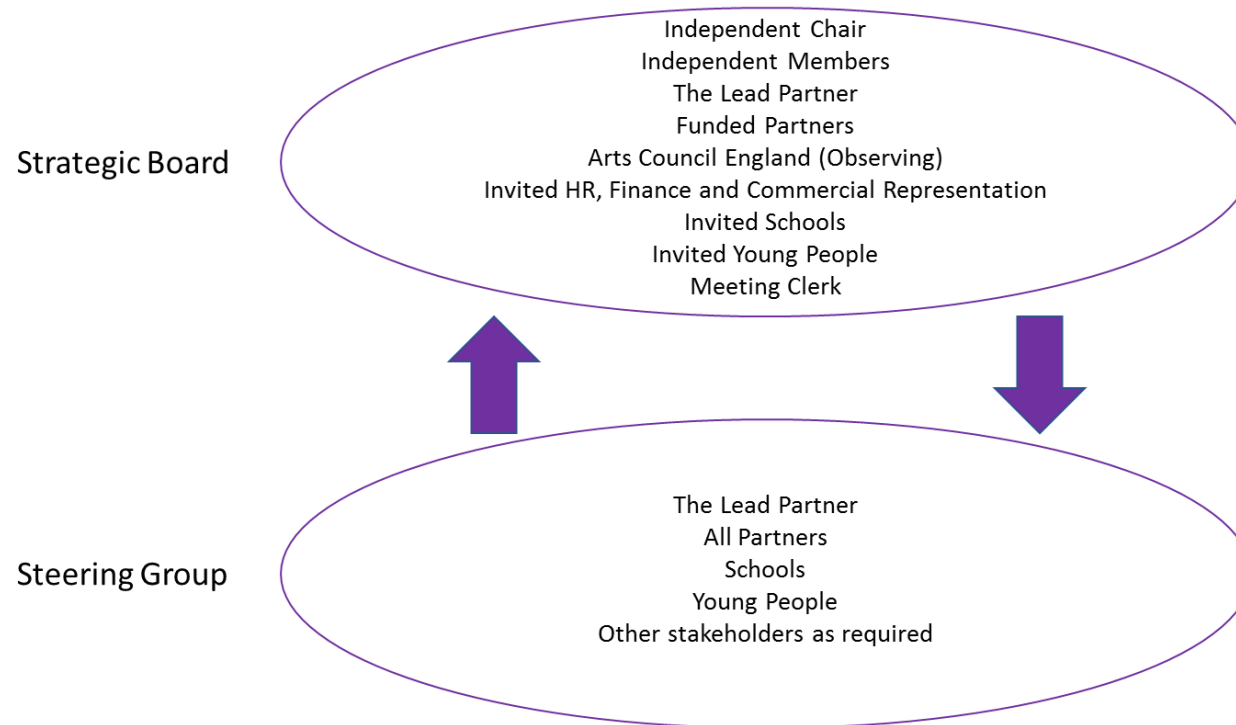 Strategic Board
Independent Chair
Independent Members
The Lead Partner
Funded Partners
Arts Council England (Observing)
Invited HR, Finance and Commercial Representation
Invited Schools
Invited Young People
Meeting Clerk
Steering Group
The Lead Partner
All Partners
Schools
Young People
Other stakeholders as required